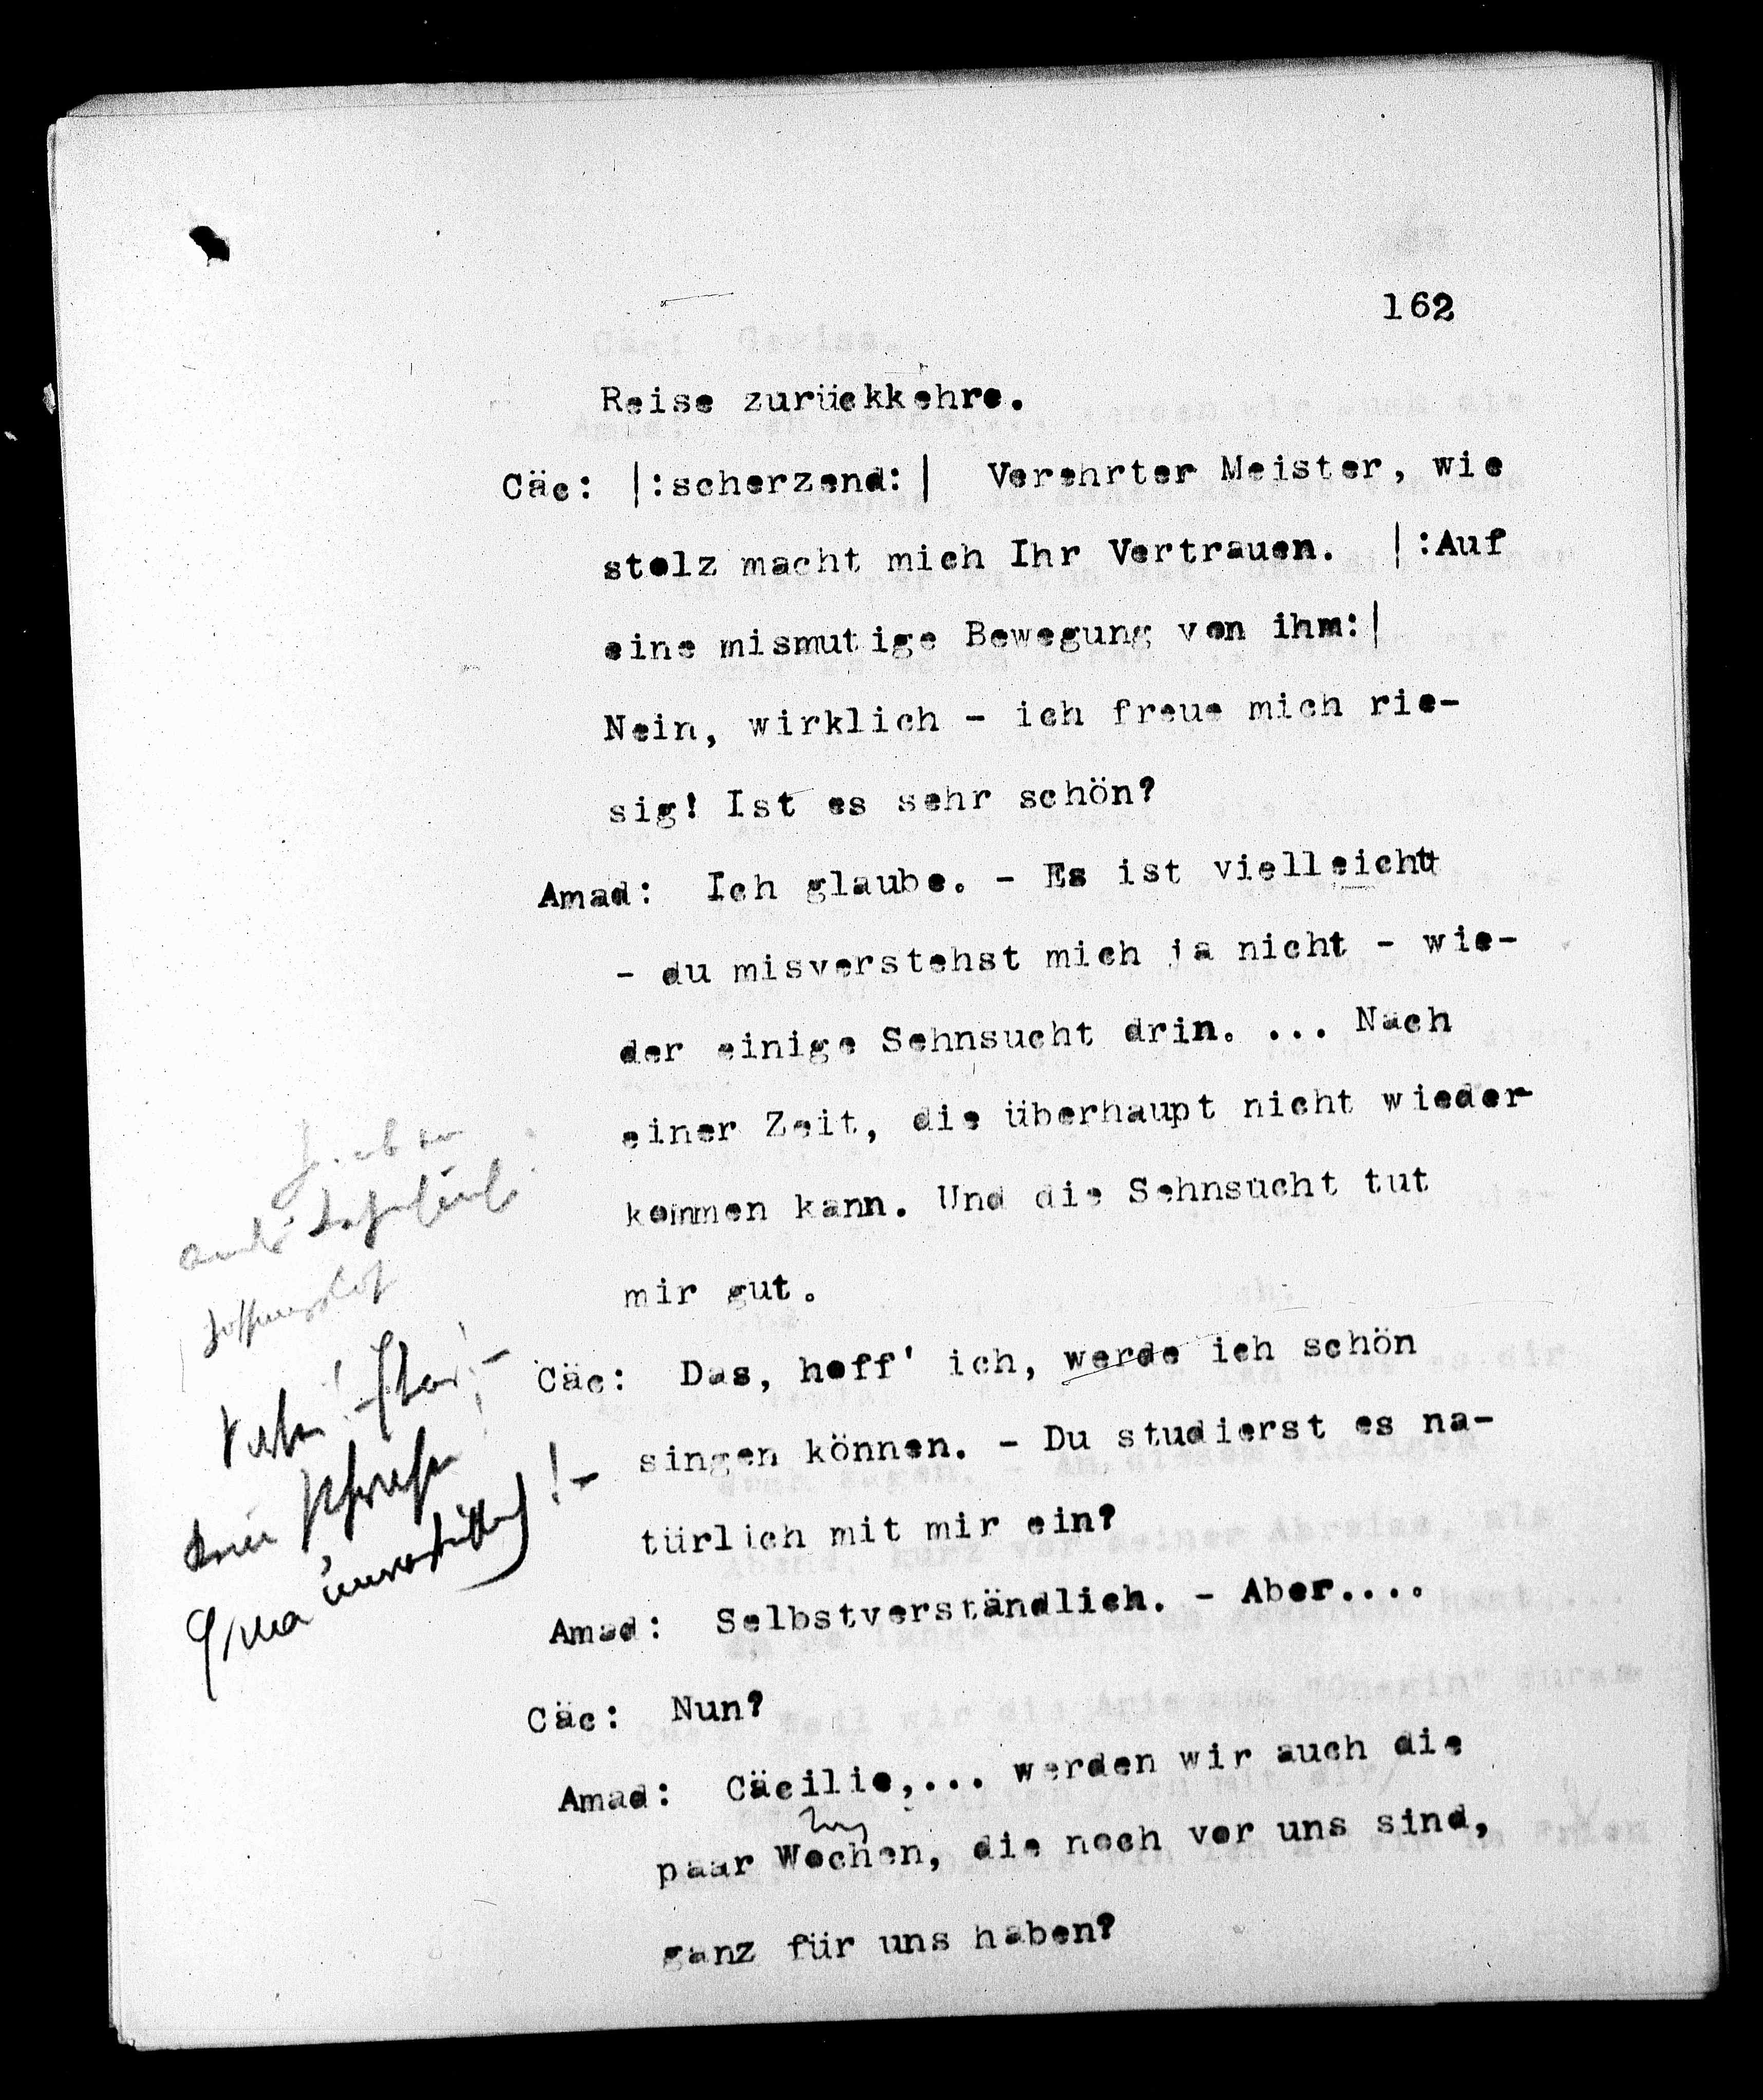 162
Reise zurückkehre.
Cäc: |:scherzend:| Verehrter Meister, wie
stolz macht mich Ihr Vertrauen. |:Auf
eine mismutige Bewegung von ihm:|
Nein, wirklich - ich freue mich rie-
sig! Ist es sehr schön?
Amad: Ich glaube. - Es ist vielleicht
- du misverstehst mich ja nicht - wie-
der einige Sehnsucht drin. ... Nach
einer Zeit, die überhaupt nicht wieder-
kommen kann. Und die Sehnsucht tut
mir gut.
Cäc: Das, hoff' ich, werde ich schön
singen können. - Du studierst es na-
türlich mit mir ein?
Amad: Selbstverständlich. - Aber....
Cäc: Nun?
Amad: Cäcilie,... werden wir auch die
paar Wochen, die noch vor uns sind,
ganz für uns haben?